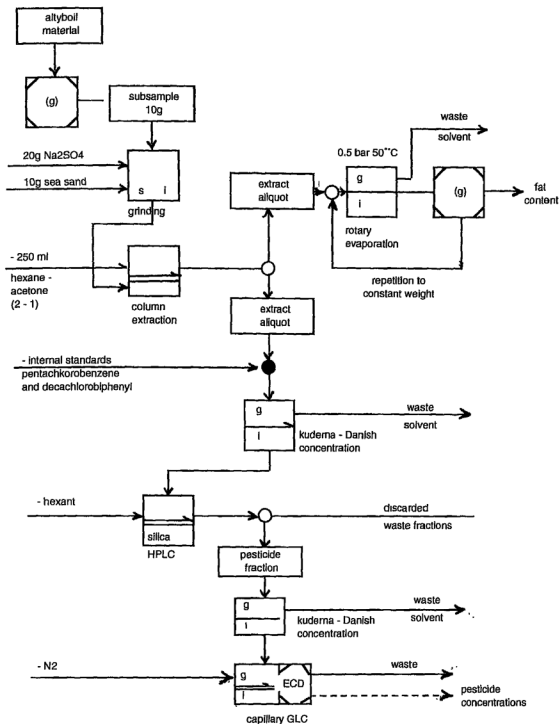 altyboil
material
(g)
subsample
10g
20g Na2SO4
10g sea sand
s i
grinding
- 250 ml
hexane -
acetone
(2 - 1)
column
extraction
extract
aliquot
i
0.5 bar 50°°C
g
i
rotary
evaporation
waste
solvent
(g)
fat
content
repetition to
constant weight
extract
aliquot
- internal standards
pentachkorobenzene
and decachlorobiphenyl
g
l
waste
solvent
kuderna - Danish
concentration
- hexant
silica
HPLC
discarded
waste fractions
pesticide
fraction
g
i
waste
solvent
kuderna - Danish
concentration
- N2
g
l
ECD
capillary GLC
waste
pesticide
concentrations